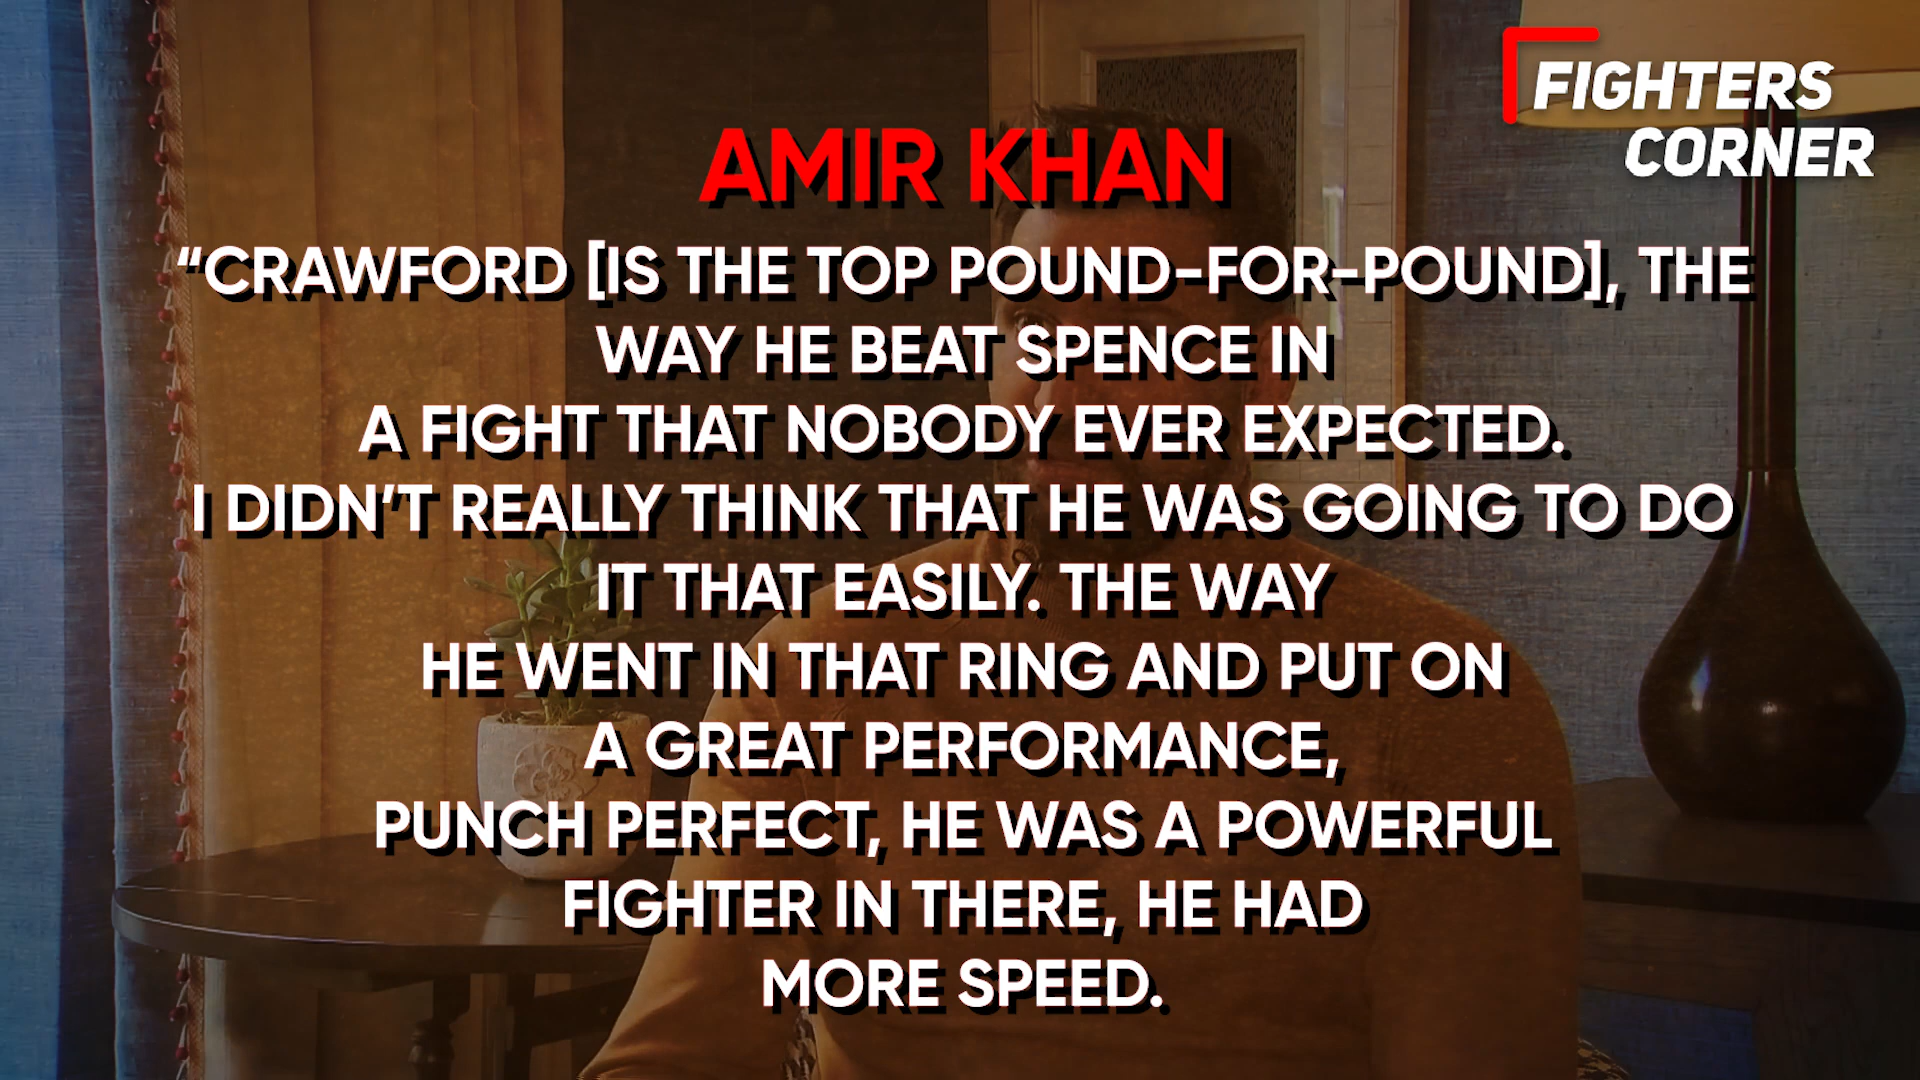 FIGHTERS
CORNER
AMIR KHAN
“CRAWFORD [IS THE TOP POUND-FOR-POUND], THE
WAY HE BEAT SPENCE IN
A FIGHT THAT NOBODY EVER EXPECTED.
I DIDN’T REALLY THINK THAT HE WAS GOING TO DO
IT THAT EASILY. THE WAY
HE WENT IN THAT RING AND PUT ON
A GREAT PERFORMANCE,
PUNCH PERFECT, HE WAS A POWERFUL
FIGHTER IN THERE, HE HAD
MORE SPEED.